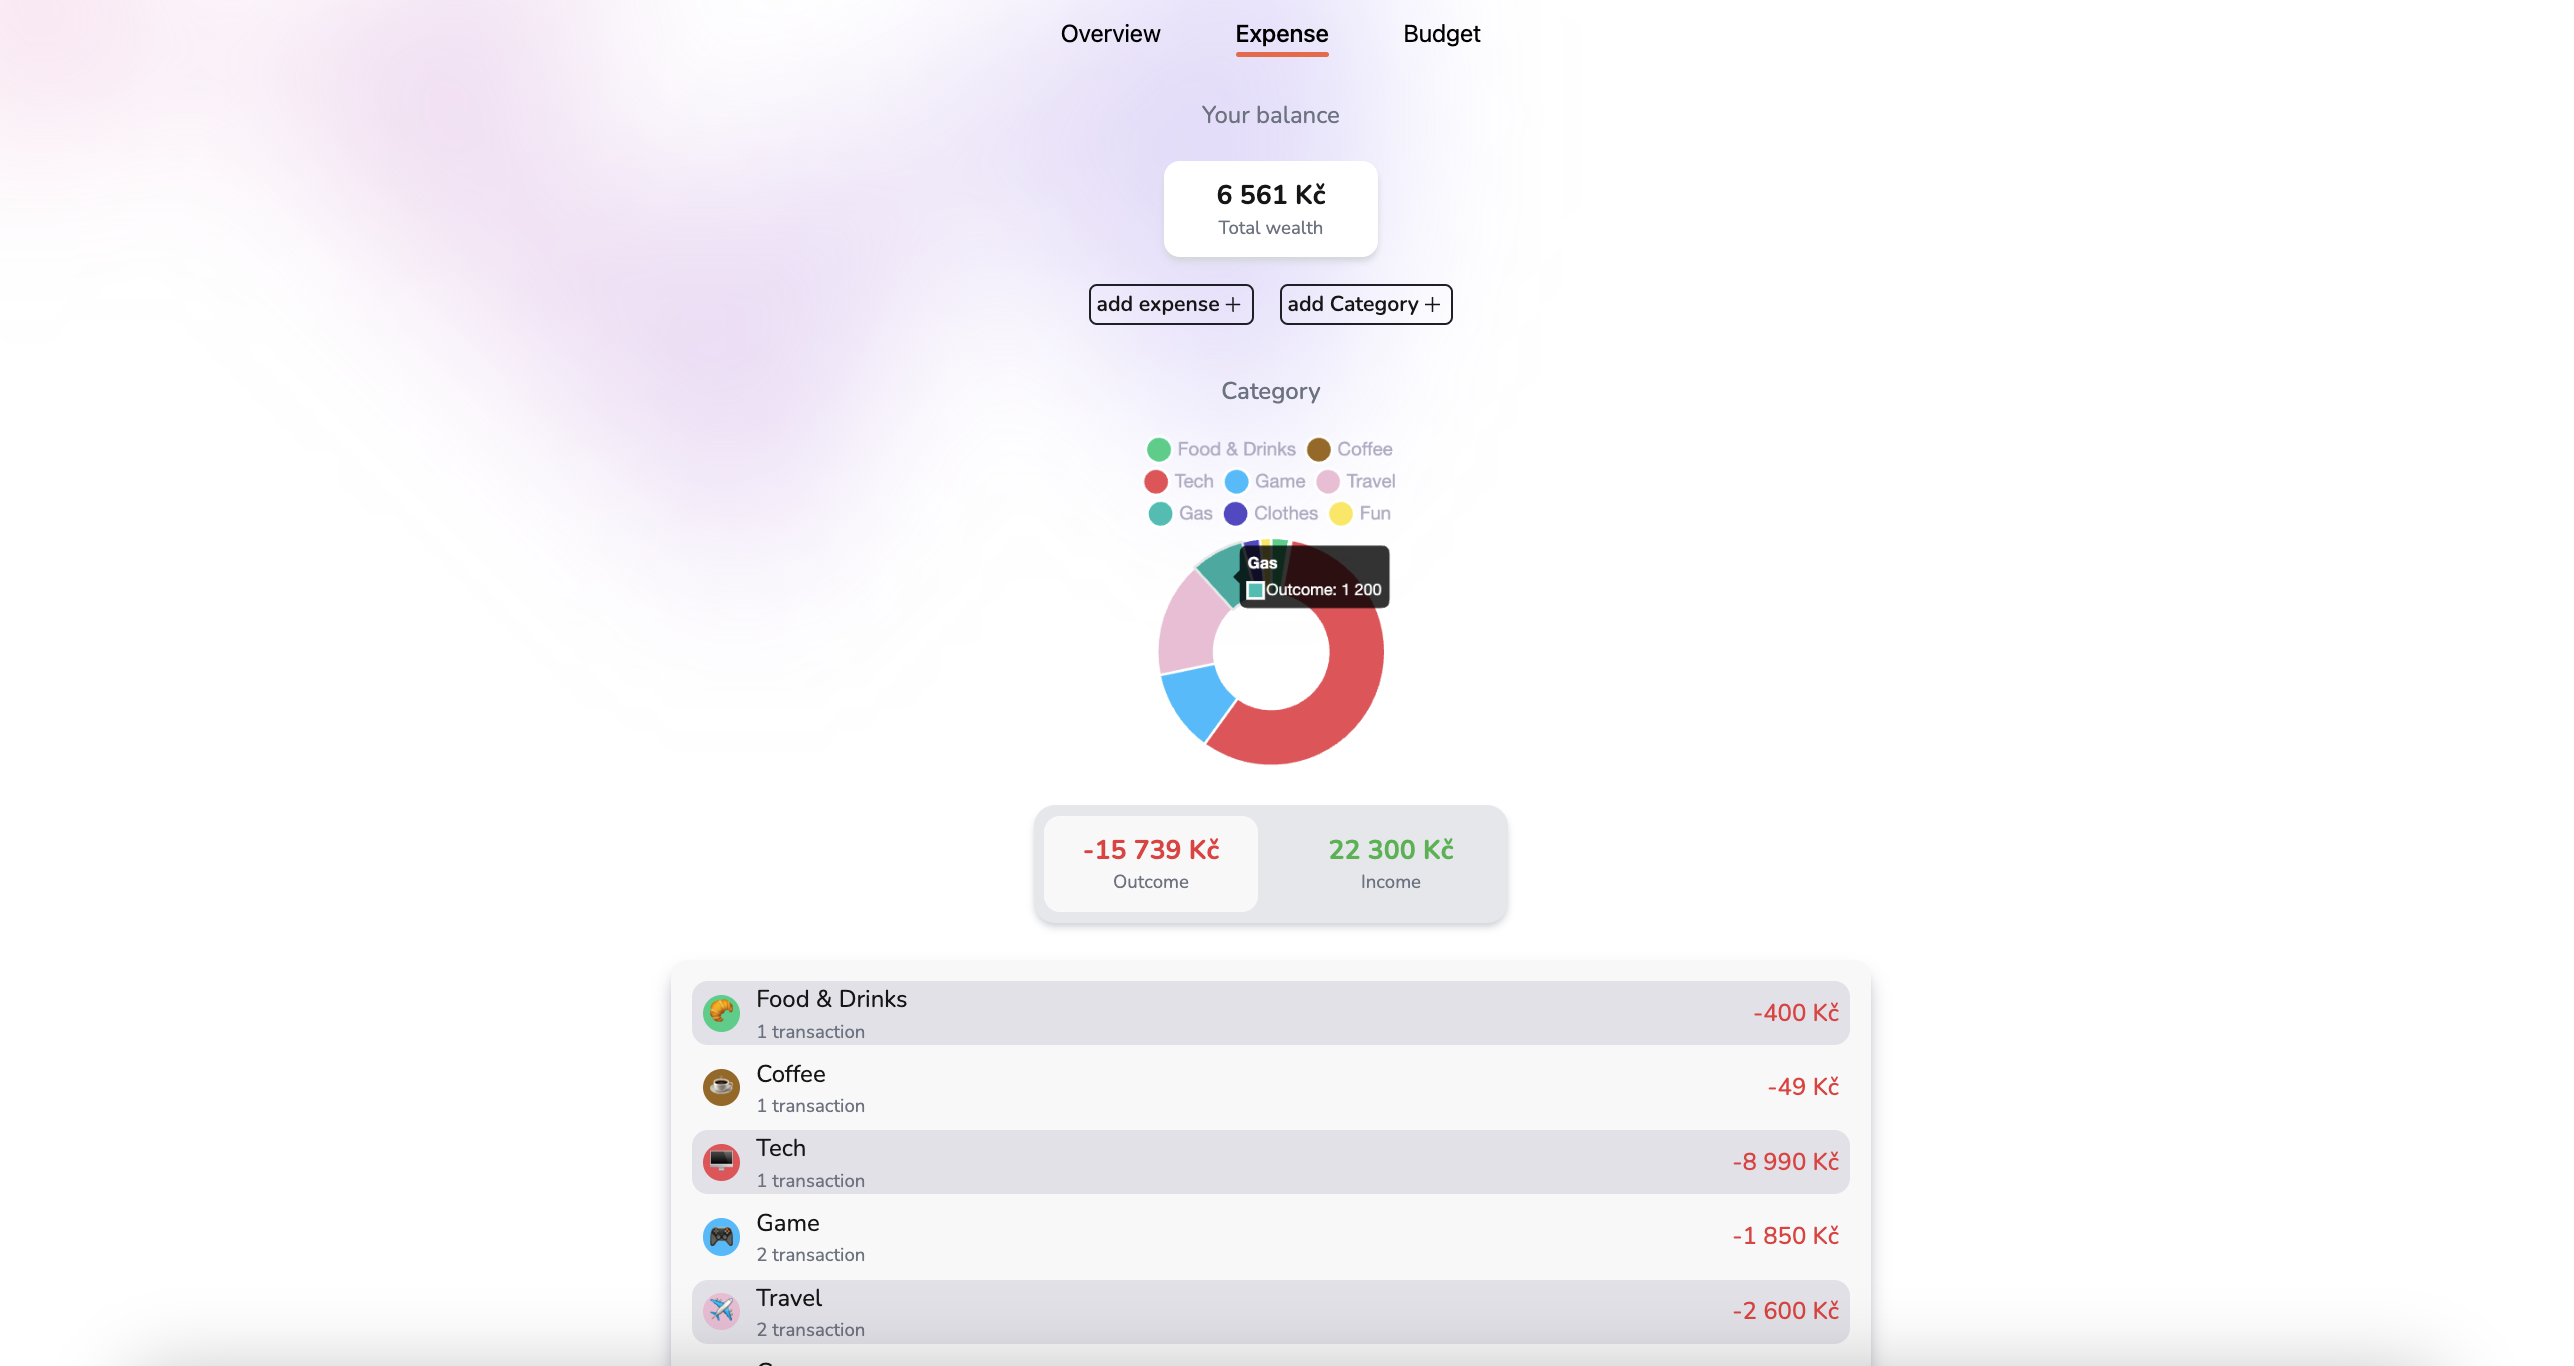 Overview Expense Budget
Your balance
6 561 Kč
Total wealth
add expense + add Category +
Category
Food & Drinks Coffee
Tech Game Travel
Gas Clothes Fun
Gas
Outcome: 1 200
-15 739 Kč 22 300 Kč
Outcome Income
Food & Drinks
1 transaction
-400 Kč
Coffee
1 transaction
-49 Kč
Tech
1 transaction
-8 990 Kč
Game
2 transaction
-1 850 Kč
Travel
2 transaction
-2 600 Kč